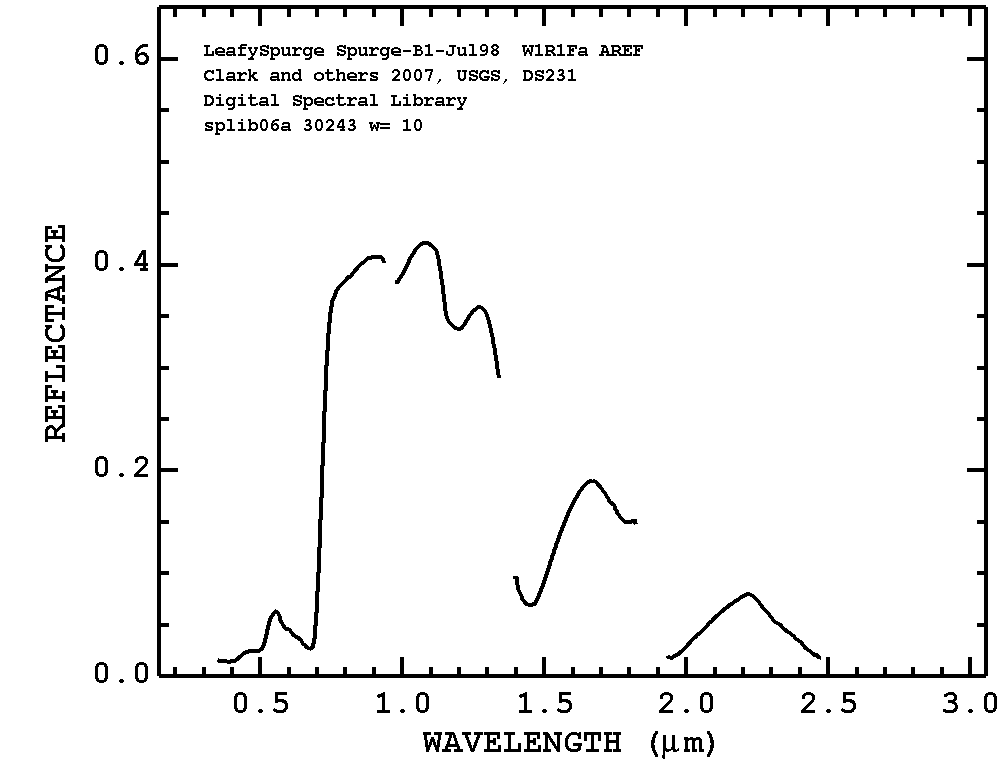 LeafySpurge Spurge-B1-Jul98 W1R1Fa AREF
Clark and others 2007, USGS, DS231
Digital Spectral Library
splib06a 30243 w= 10
REFLECTANCE
0.6
0.4
0.2
0.0
0.5 1.0 1.5 2.0 2.5 3.0
WAVELENGTH (μm)